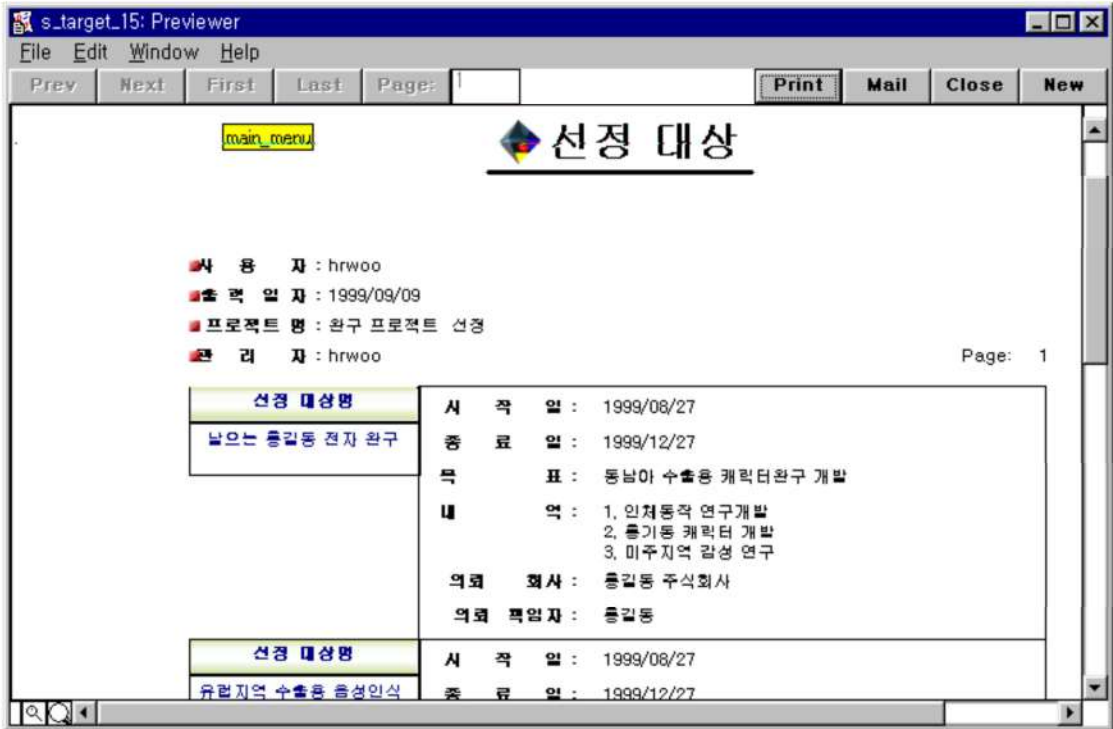 s_target_15: Previewer
File Edit Window Help
Prev Next First Last Page: 1 Print Mail Close New
main_menu
선정 대상
사 용 자 : hrwoo
출 력 일 자 : 1999/09/09
프로젝트 명 : 완구 프로젝트 선정
관 리 자 : hrwoo
Page: 1
선정 대상명
날으는 홍길동 전자 완구
시 작 일 : 1999/08/27
종 료 일 : 1999/12/27
목 표 : 동남아 수출용 캐릭터완구 개발
내 역 : 1. 인체동작 연구개발
2. 홍기동 캐릭터 개발
3. 미주지역 감성 연구
의뢰 회사 : 홍길동 주식회사
의뢰 책임자 : 홍길동
선정 대상명
유럽지역 수출용 음성인식
시 작 일 : 1999/08/27
종 료 일 : 1999/12/27